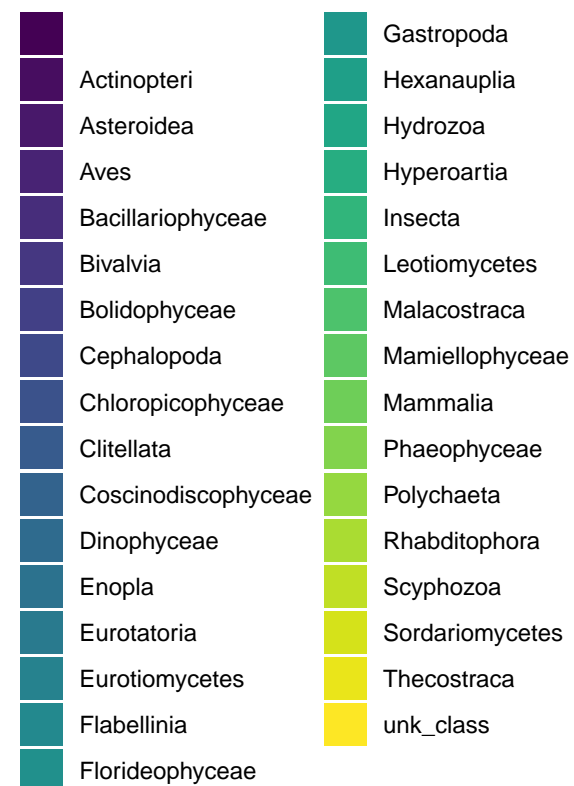 Actinopteri
Asteroidea
Aves
Bacillariophyceae
Bivalvia
Bolidophyceae
Cephalopoda
Chloropicophyceae
Clitellata
Coscinodiscophyceae
Dinophyceae
Enopla
Eurotatoria
Eurotiomycetes
Flabellinia
Florideophyceae
Gastropoda
Hexanauplia
Hydrozoa
Hyperoartia
Insecta
Leotiomycetes
Malacostraca
Mamiellophyceae
Mammalia
Phaeophyceae
Polychaeta
Rhabditophora
Scyphozoa
Sordariomycetes
Thecostraca
unk_class